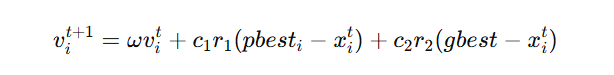 v_i^{t+1} = ωv_i^t + c_1r_1(pbest_i − x_i^t) + c_2r_2(gbest − x_i^t)